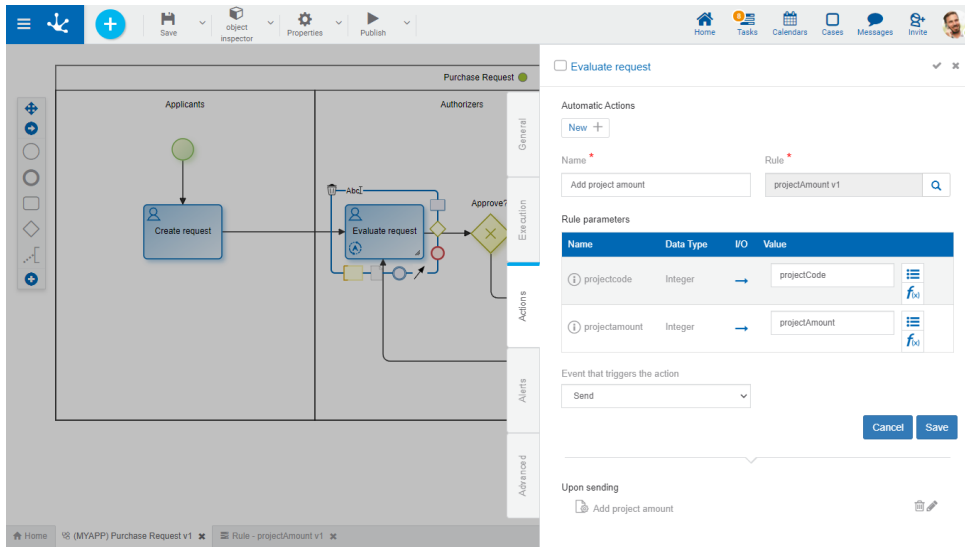 Save
object
inspector
Properties
Publish
Home
6
Tasks
Calendars
Cases
Messages
Invite
Purchase Request
Applicants
Authorizers
Create request
Abc
Evaluate request
Approve?
General
Execution
Actions
Alerts
Advanced
Evaluate request
Automatic Actions
New
Name *
Rule *
Add project amount
projectAmount v1
Rule parameters
Name Data Type I/O Value
projectcode Integer projectCode
f(x)
projectamount Integer projectAmount
f(x)
Event that triggers the action
Send
Cancel Save
Upon sending
Add project amount
Home (MYAPP) Purchase Request v1 Rule - projectAmount v1